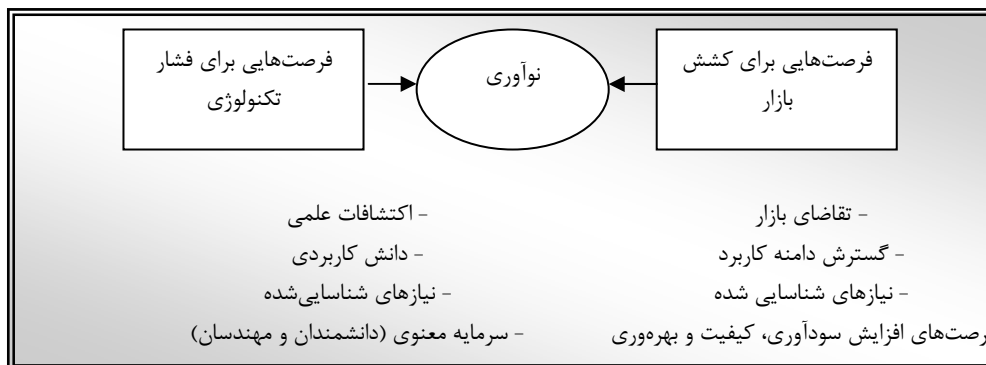 فرصت‌هایی برای کشش
بازار
نوآوری
فرصت‌هایی برای فشار
تکنولوژی
- تقاضای بازار
- گسترش دامنه کاربرد
- نیازهای شناسایی شده
رصت‌های افزایش سودآوری، کیفیت و بهره‌وری
- اکتشافات علمی
- دانش کاربردی
- نیازهای شناسایی‌شده
- سرمایه معنوی (دانشمندان و مهندسان)